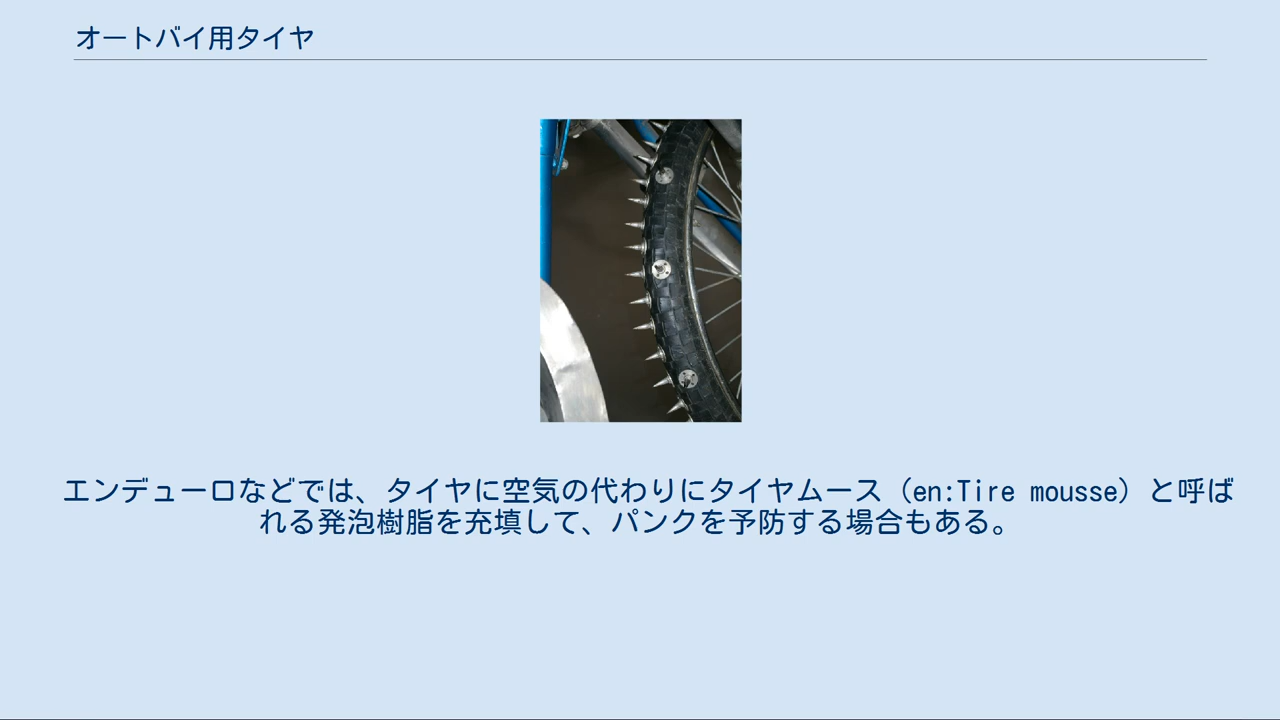 オートバイ用タイヤ
エンデューロなどでは、タイヤに空気の代わりにタイヤムース（en:Tire mousse）と呼ば
れる発泡樹脂を充填して、パンクを予防する場合もある。